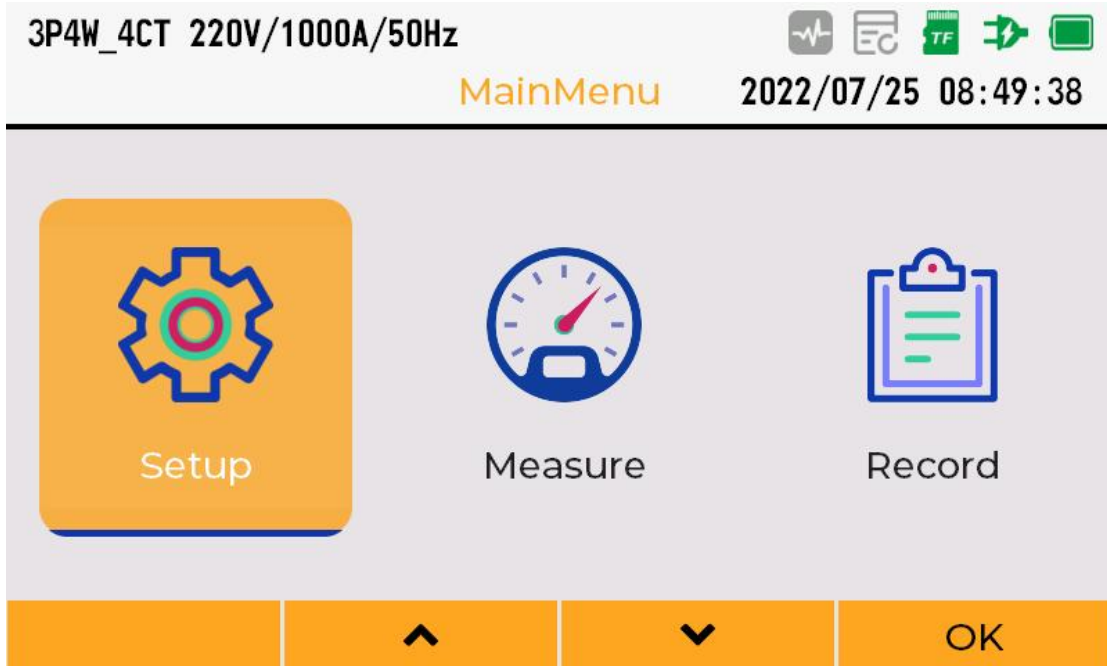 3P4W_4CT 220V/1000A/50Hz
TF
MainMenu 2022/07/25 08:49:38
Setup Measure Record
OK